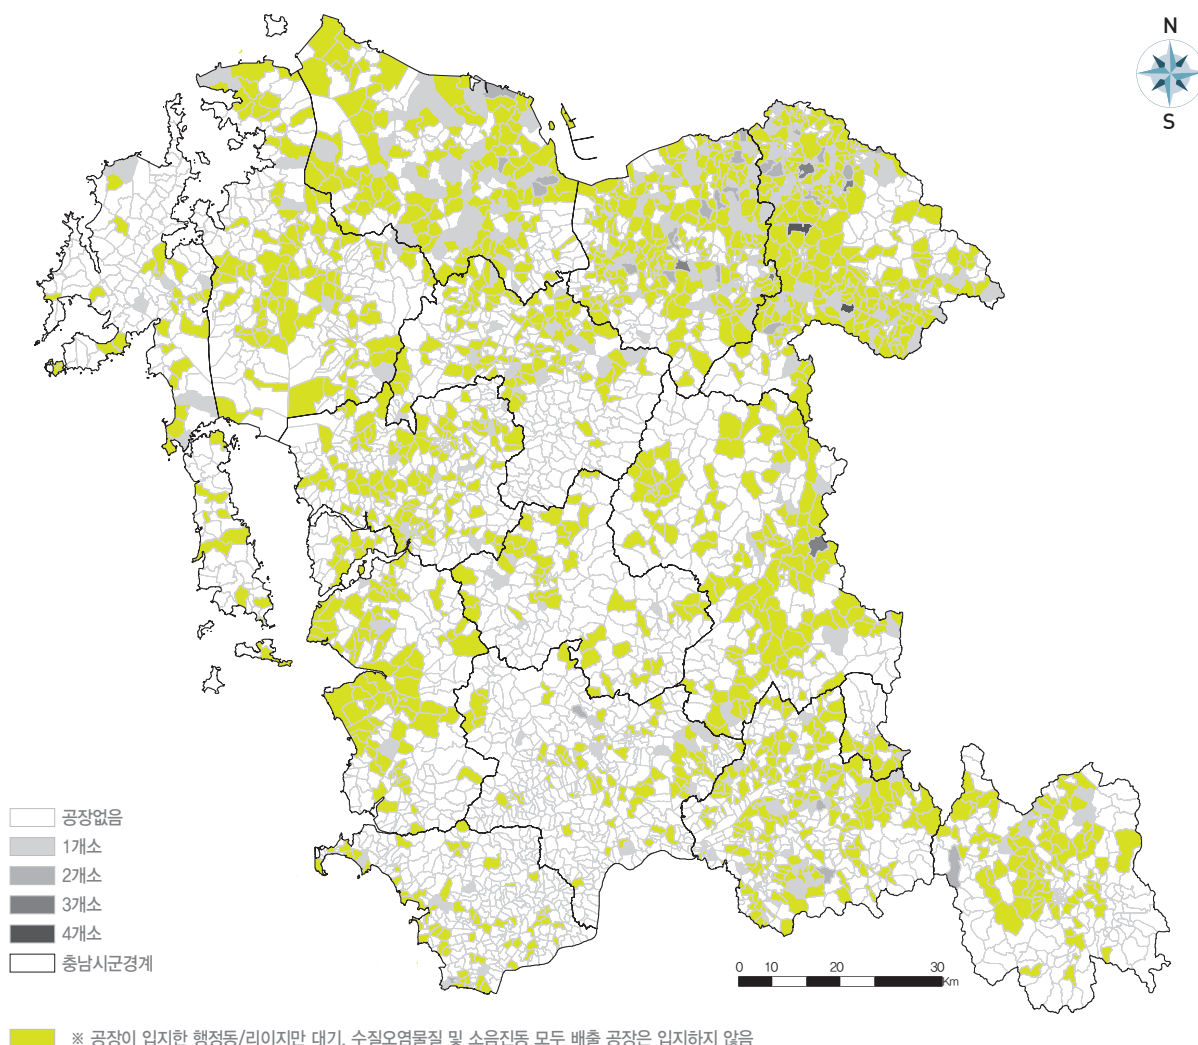 N
S
공장없음
1개소
2개소
3개소
4개소
충남시군경계
0 10 20 30
Km
※ 공장이 입지한 행정동/리이지만 대기, 수질오염물질 및 소음진동 모두 배출 공장은 입지하지 않음